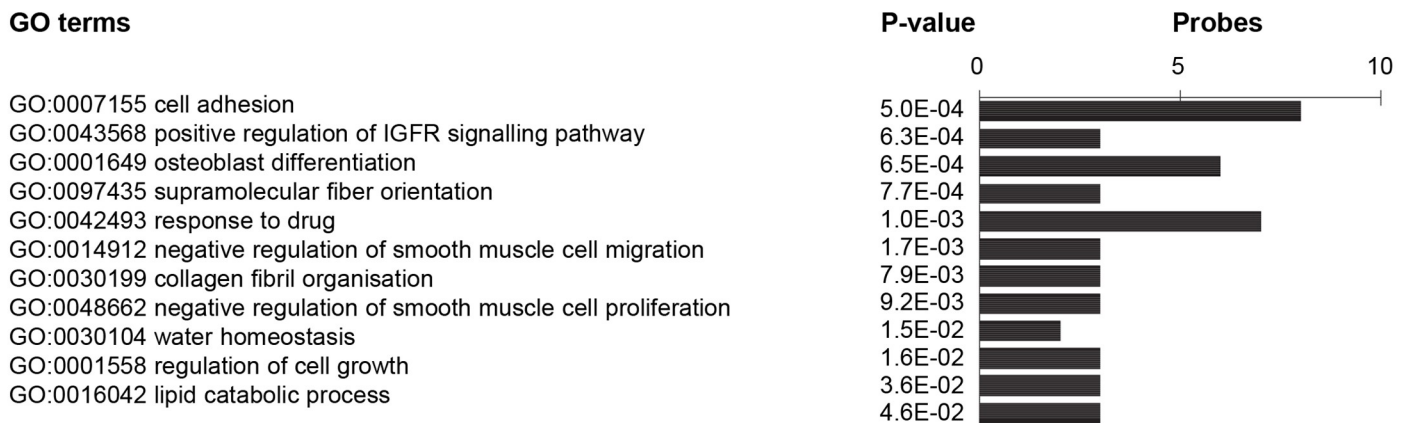 GO terms P-value Probes
0 5 10
GO:0007155 cell adhesion 5.0E-04
GO:0043568 positive regulation of IGFR signalling pathway 6.3E-04
GO:0001649 osteoblast differentiation 6.5E-04
GO:0097435 supramolecular fiber orientation 7.7E-04
GO:0042493 response to drug 1.0E-03
GO:0014912 negative regulation of smooth muscle cell migration 1.7E-03
GO:0030199 collagen fibril organisation 7.9E-03
GO:0048662 negative regulation of smooth muscle cell proliferation 9.2E-03
GO:0030104 water homeostasis 1.5E-02
GO:0001558 regulation of cell growth 1.6E-02
GO:0016042 lipid catabolic process 3.6E-02
4.6E-02